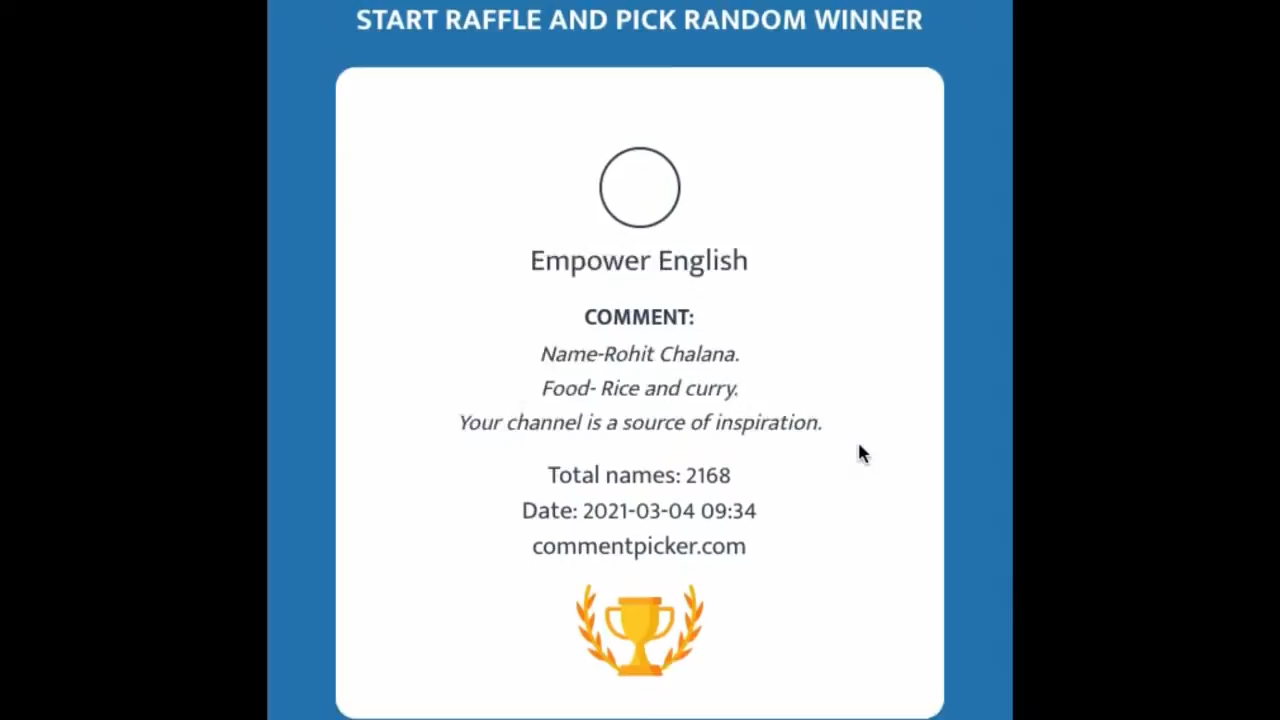 START RAFFLE AND PICK RANDOM WINNER
Empower English
COMMENT:
Name-Rohit Chalana.
Food- Rice and curry.
Your channel is a source of inspiration.
Total names: 2168
Date: 2021-03-04 09:34
commentpicker.com